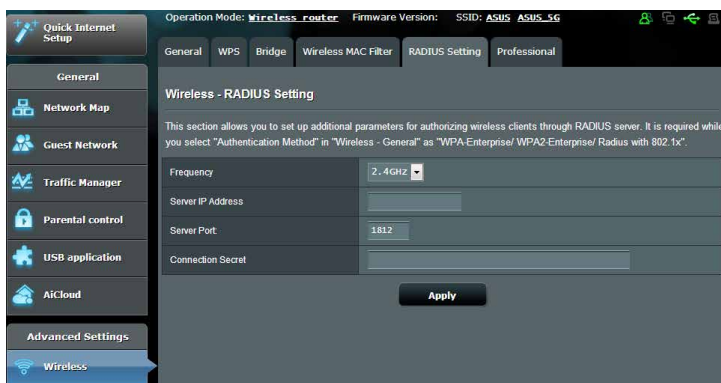 Quick Internet
Setup
Operation Mode: Wireless router Firmware Version: SSID: ASUS ASUS_5G
General WPS Bridge Wireless MAC Filter RADIUS Setting Professional
General
Network Map
Guest Network
Traffic Manager
Parental control
USB application
AiCloud
Advanced Settings
Wireless
Wireless - RADIUS Setting
This section allows you to set up additional parameters for authorizing wireless clients through RADIUS server. It is required while
you select "Authentication Method" in "Wireless - General" as "WPA-Enterprise/ WPA2-Enterprise/ Radius with 802.1x".
Frequency 2.4GHz
Server IP Address
Server Port: 1812
Connection Secret
Apply